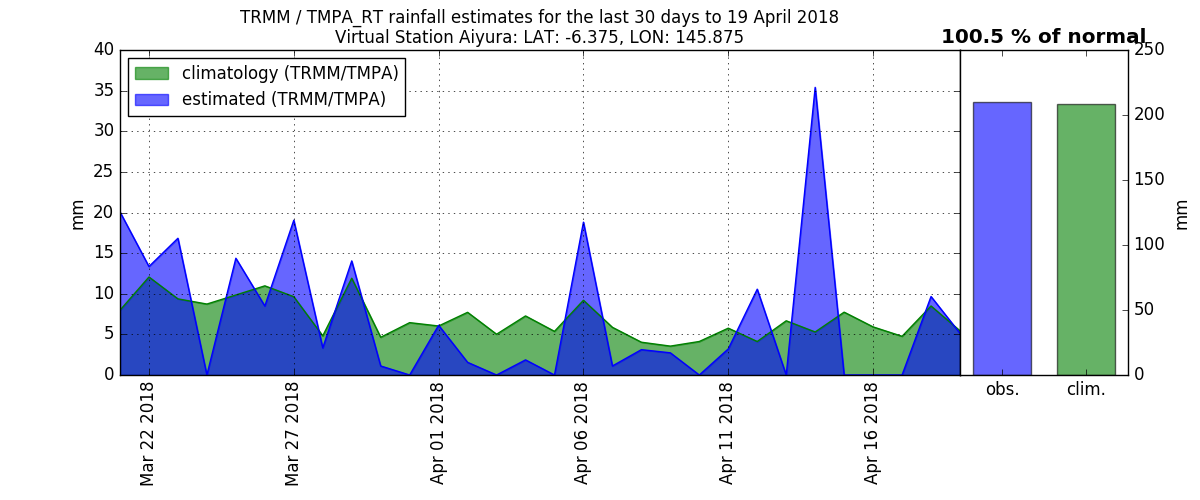 TRMM / TMPA_RT rainfall estimates for the last 30 days to 19 April 2018
Virtual Station Aiyura: LAT: -6.375, LON: 145.875
100.5 % of normal
climatology (TRMM/TMPA)
estimated (TRMM/TMPA)
mm
40
35
30
25
20
15
10
5
0
Mar 22 2018
Mar 27 2018
Apr 01 2018
Apr 06 2018
Apr 11 2018
Apr 16 2018
250
200
150
100
50
0
mm
obs.
clim.